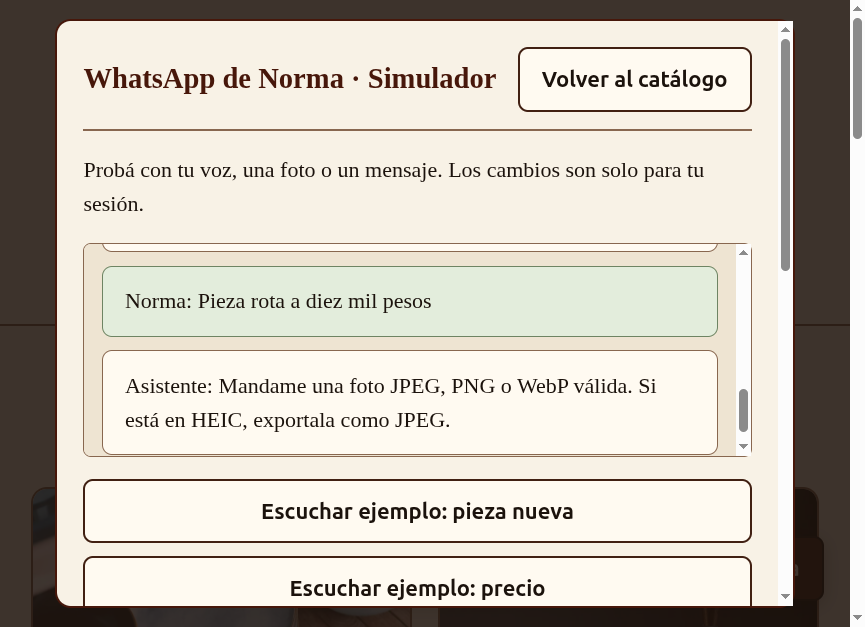 WhatsApp de Norma · Simulador
Volver al catálogo
Probá con tu voz, una foto o un mensaje. Los cambios son solo para tu
sesión.
Norma: Pieza rota a diez mil pesos
Asistente: Mandame una foto JPEG, PNG o WebP válida. Si
está en HEIC, exportala como JPEG.
Escuchar ejemplo: pieza nueva
Escuchar ejemplo: precio